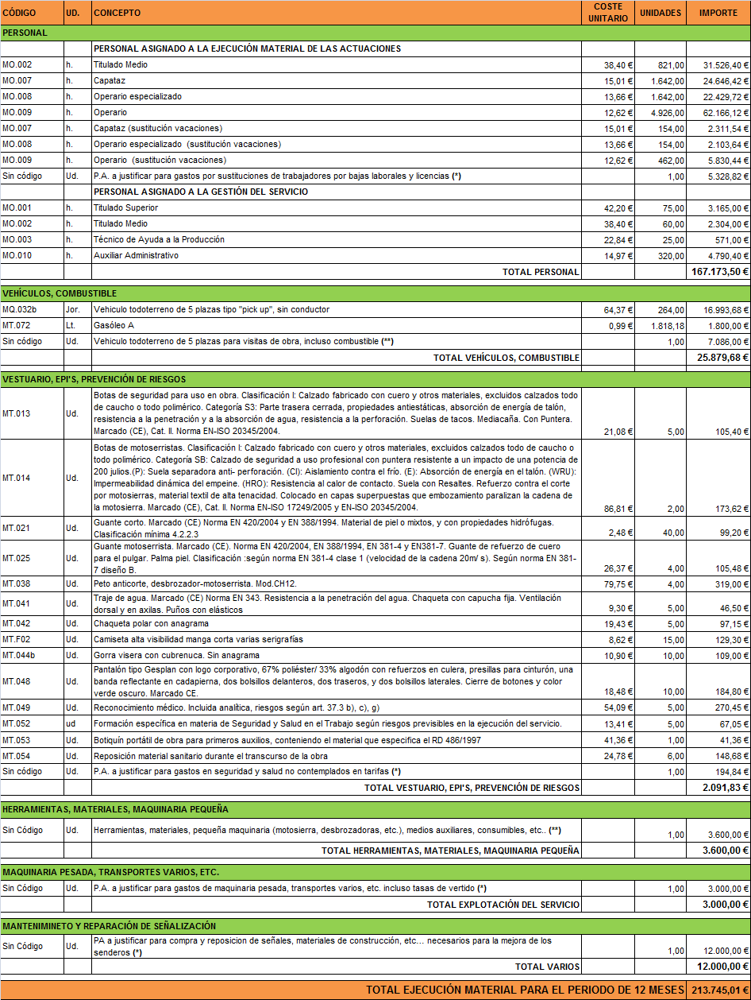 CÓDIGO UD. CONCEPTO COSTE UNITARIO UNIDADES IMPORTE
PERSONAL
PERSONAL ASIGNADO A LA EJECUCIÓN MATERIAL DE LAS ACTUACIONES
MO.002 h. Titulado Medio 38,40 € 821,00 31.526,40 €
MO.007 h. Capataz 15,01 € 1.642,00 24.646,42 €
MO.008 h. Operario especializado 13,66 € 1.642,00 22.429,72 €
MO.009 h. Operario 12,62 € 4.926,00 62.166,12 €
MO.007 h. Capataz (sustitución vacaciones) 15,01 € 154,00 2.311,54 €
MO.008 h. Operario especializado (sustitución vacaciones) 13,66 € 154,00 2.103,64 €
MO.009 h. Operario (sustitución vacaciones) 12,62 € 462,00 5.830,44 €
Sin código Ud. P.A. a justificar para gastos por sustituciones de trabajadores por bajas laborales y licencias (*) 1,00 5.328,82 €
PERSONAL ASIGNADO A LA GESTIÓN DEL SERVICIO
MO.001 h. Titulado Superior 42,20 € 75,00 3.165,00 €
MO.002 h. Titulado Medio 38,40 € 60,00 2.304,00 €
MO.003 h. Técnico de Ayuda a la Producción 22,84 € 25,00 571,00 €
MO.010 h. Auxiliar Administrativo 14,97 € 320,00 4.790,40 €
TOTAL PERSONAL 167.173,50 €
VEHÍCULOS, COMBUSTIBLE
MQ.032b Jor. Vehiculo todoterreno de 5 plazas tipo "pick up", sin conductor 64,37 € 264,00 16.993,68 €
MT.072 Lt. Gasóleo A 0,99 € 1.818,18 1.800,00 €
Sin código Ud. Vehiculo todoterreno de 5 plazas para visitas de obra, incluso combustible (**) 1,00 7.086,00 €
TOTAL VEHÍCULOS, COMBUSTIBLE 25.879,68 €
VESTUARIO, EPI'S, PREVENCIÓN DE RIESGOS
MT.013 Ud. Botas de seguridad para uso en obra. Clasificación I: Calzado fabricado con cuero y otros materiales, excluidos calzados todo
de caucho o todo polimérico. Categoría S3: Parte trasera cerrada, propiedades antiestáticas, absorción de energía de talón,
resistencia a la penetración y a la absorción de agua, resistencia a la perforación. Suelas de tacos. Mediacaña. Con Puntera.
Marcado (CE), Cat. II. Norma EN-ISO 20345/2004. 21,08 € 5,00 105,40 €
MT.014 Ud. Botas de motoserristas. Clasificación I: Calzado fabricado con cuero y otros materiales, excluidos calzados todo de caucho o
todo polimérico. Categoría SB: Calzado de seguridad a uso profesional con puntera resistente a un impacto de una potencia de
200 julios.(P): Suela separadora anti- perforación. (CI): Aislamiento contra el frío. (E): Absorción de energía en el talón. (WRU):
Impermeabilidad dinámica del empeine. (HRO): Resistencia al calor de contacto. Suela con Resaltes. Refuerzo contra el corte
por motosierras, material textil de alta tenacidad. Colocado en capas superpuestas que embozamiento paralizan la cadena de
la motosierra. Marcado (CE), Cat. II. Norma EN-ISO 17249/2005 y EN-ISO 20345/2004. 86,81 € 2,00 173,62 €
MT.021 Ud. Guante corto. Marcado (CE) Norma EN 420/2004 y EN 388/1994. Material de piel o mixtos, y con propiedades hidrófugas.
Clasificación mínima 4.2.2.3 2,48 € 40,00 99,20 €
MT.025 Ud. Guante motoserrista. Marcado (CE). Norma EN 420/2004, EN 388/1994, EN 381-4 y EN381-7. Guante de refuerzo de cuero
para el pulgar. Palma piel. Clasificación :según norma EN 381-4 clase 1 (velocidad de la cadena 20m/ s). Según norma EN 381-
7 diseño B. 26,37 € 4,00 105,48 €
MT.038 Ud. Peto anticorte, desbrozador-motoserrista. Mod.CH12. 79,75 € 4,00 319,00 €
MT.041 Ud. Traje de agua. Marcado (CE) Norma EN 343. Resistencia a la penetración del agua. Chaqueta con capucha fija. Ventilación
dorsal y en axilas. Puños con elásticos 9,30 € 5,00 46,50 €
MT.042 Ud. Chaqueta polar con anagrama 19,43 € 5,00 97,15 €
MT.F02 Ud. Camiseta alta visibilidad manga corta varias serigrafías 8,62 € 15,00 129,30 €
MT.044b Ud. Gorra visera con cubrenuca. Sin anagrama 10,90 € 10,00 109,00 €
MT.048 Ud. Pantalón tipo Gesplan con logo corporativo, 67% poliéster/ 33% algodón con refuerzos en culera, presillas para cinturón, una
banda reflectante en cadapierna, dos bolsillos delanteros, dos traseros, y dos bolsillos laterales. Cierre de botones y color
verde oscuro. Marcado CE. 18,48 € 10,00 184,80 €
MT.049 Ud. Reconocimiento médico. Incluida analítica, riesgos según art. 37.3 b), c), g) 54,09 € 5,00 270,45 €
MT.052 ud Formación específica en materia de Seguridad y Salud en el Trabajo según riesgos previsibles en la ejecución del servicio. 13,41 € 5,00 67,05 €
MT.053 Ud. Botiquín portátil de obra para primeros auxilios, conteniendo el material que especifica el RD 486/1997 41,36 € 1,00 41,36 €
MT.054 Ud. Reposición material sanitario durante el transcurso de la obra 24,78 € 6,00 148,68 €
Sin código Ud. P.A. a justificar para gastos en seguridad y salud no contemplados en tarifas (*) 1,00 194,84 €
TOTAL VESTUARIO, EPI'S, PREVENCIÓN DE RIESGOS 2.091,83 €
HERRAMIENTAS, MATERIALES, MAQUINARIA PEQUEÑA
Sin Código Ud. Herramientas, materiales, pequeña maquinaria (motosierra, desbrozadoras, etc.), medios auxiliares, consumibles, etc.. (**) 1,00 3.600,00 €
TOTAL HERRAMIENTAS, MATERIALES, MAQUINARIA PEQUEÑA 3.600,00 €
MAQUINARIA PESADA, TRANSPORTES VARIOS, ETC.
Sin Código Ud. P.A. a justificar para gastos de maquinaria pesada, transportes varios, etc. incluso tasas de vertido (*) 1,00 3.000,00 €
TOTAL EXPLOTACIÓN DEL SERVICIO 3.000,00 €
MANTENIMINETO Y REPARACIÓN DE SEÑALIZACIÓN
Sin Código Ud. PA a justificar para compra y reposicion de señales, materiales de construcción, etc… necesarios para la mejora de los
senderos (*) 1,00 12.000,00 €
TOTAL VARIOS 12.000,00 €
TOTAL EJECUCIÓN MATERIAL PARA EL PERIODO DE 12 MESES 213.745,01 €